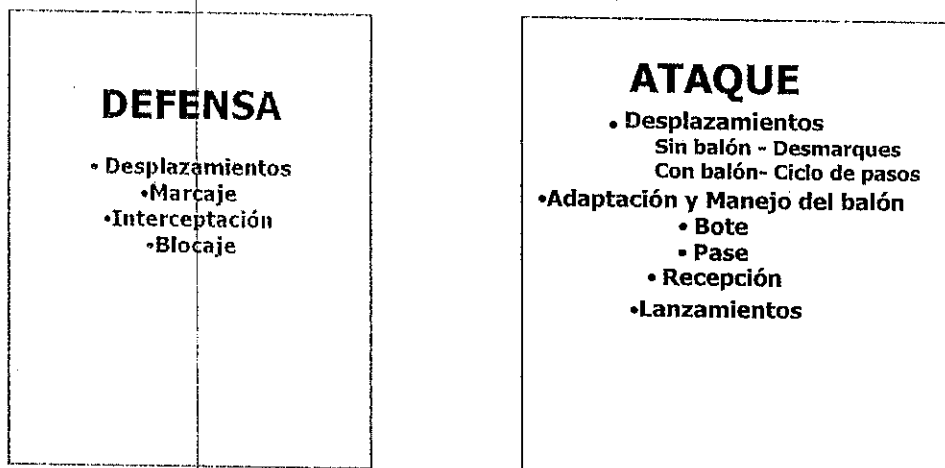 DEFENSA
• Desplazamientos
•Marcaje
•Interceptación
•Blocaje
ATAQUE
• Desplazamientos
Sin balón - Desmarques
Con balón- Ciclo de pasos
•Adaptación y Manejo del balón
• Bote
• Pase
• Recepción
•Lanzamientos